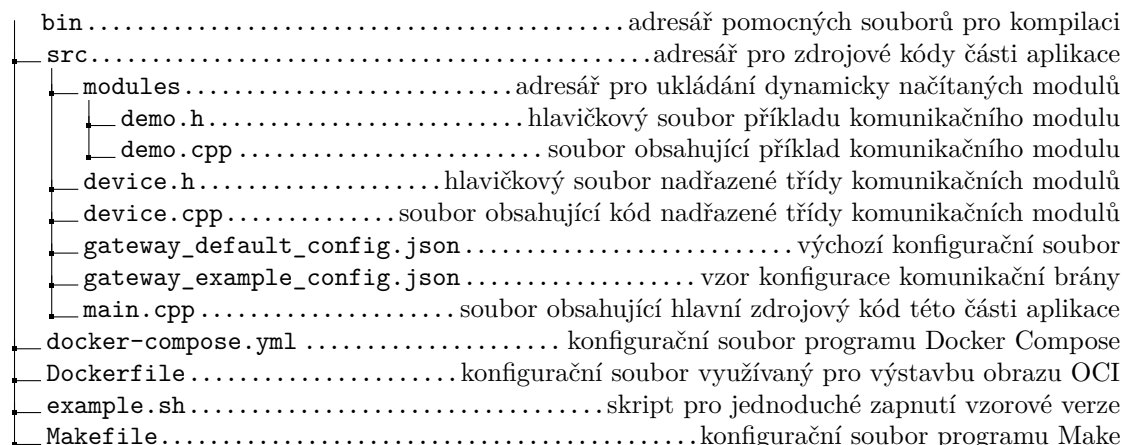 bin........................................adresář pomocných souborů pro kompilaci
src.........................................adresář pro zdrojové kódy části aplikace
modules...........................adresář pro ukládání dynamicky načítaných modulů
demo.h..........................hlavičkový soubor příkladu komunikačního modulu
demo.cpp.........................soubor obsahující příklad komunikačního modulu
device.h....................hlavičkový soubor nadřazené třídy komunikačních modulů
device.cpp..............soubor obsahující kód nadřazené třídy komunikačních modulů
gateway_default_config.json..........................výchozí konfigurační soubor
gateway_example_config.json...................vzor konfigurace komunikační brány
main.cpp.....................soubor obsahující hlavní zdrojový kód této části aplikace
docker-compose.yml.....................konfigurační soubor programu Docker Compose
Dockerfile......................konfigurační soubor využívaný pro výstavbu obrazu OCI
example.sh..................................skript pro jednoduché zapnutí vzorové verze
Makefile............................................konfigurační soubor programu Make